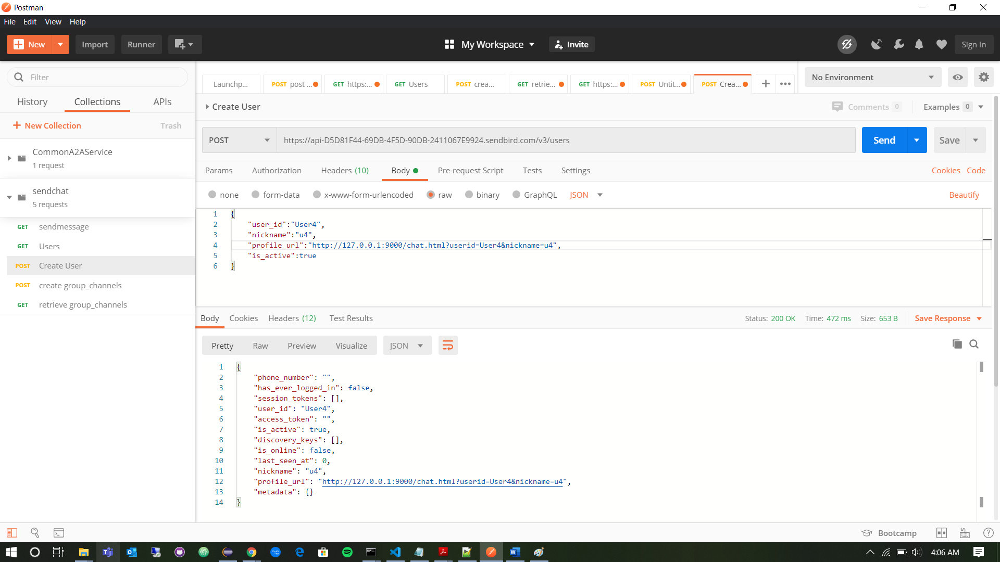 Postman
File Edit View Help
New Import Runner My Workspace Invite Sign In
Filter
History Collections APIs
New Collection Trash
CommonA2AService
1 request
sendchat
5 requests
GET sendmessage
GET Users
POST Create User
POST create group_channels
GET retrieve group_channels
Launchp... POST post ... GET https:... GET Users POST crea... GET retrie... GET https:... POST Untit... POST Crea...
No Environment
Create User Comments 0 Examples 0
POST https://api-D5D81F44-69DB-4F5D-90DB-2411067E9924.sendbird.com/v3/users Send Save
Params Authorization Headers (10) Body Pre-request Script Tests Settings Cookies Code
none form-data x-www-form-urlencoded raw binary GraphQL JSON Beautify
1 {
2 "user_id":"User4",
3 "nickname":"u4",
4 "profile_url":"http://127.0.0.1:9000/chat.html?userid=User4&nickname=u4",
5 "is_active":true
6 }
Body Cookies Headers (12) Test Results Status: 200 OK Time: 472 ms Size: 653 B Save Response
Pretty Raw Preview Visualize JSON
1 {
2 "phone_number": "",
3 "has_ever_logged_in": false,
4 "session_tokens": [],
5 "user_id": "User4",
6 "access_token": "",
7 "is_active": true,
8 "discovery_keys": [],
9 "is_online": false,
10 "last_seen_at": 0,
11 "nickname": "u4",
12 "profile_url": "http://127.0.0.1:9000/chat.html?userid=User4&nickname=u4",
13 "metadata": {}
14 }
Bootcamp
4:06 AM